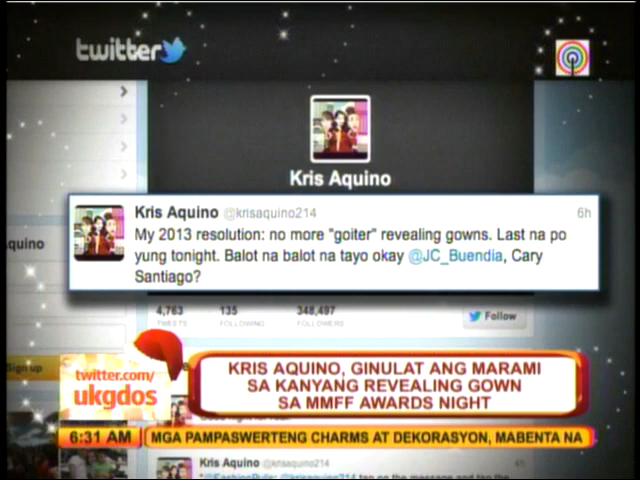 twitter
Kris Aquino
Kris Aquino @krisaquino214 6h
My 2013 resolution: no more "goiter" revealing gowns. Last na po
yung tonight. Balot na balot na tayo okay @JC_Buendia, Cary
Santiago?
quino
4,763 135 348,497
TWEETS FOLLOWING FOLLOWERS
Follow
Sign up
twitter.com/
ukgdos
KRIS AQUINO, GINULAT ANG MARAMI
SA KANYANG REVEALING GOWN
SA MMFF AWARDS NIGHT
6:31 AM MGA PAMPASWERTENG CHARMS AT DEKORASYON, MABENTA NA
Kris Aquino @krisaquino214